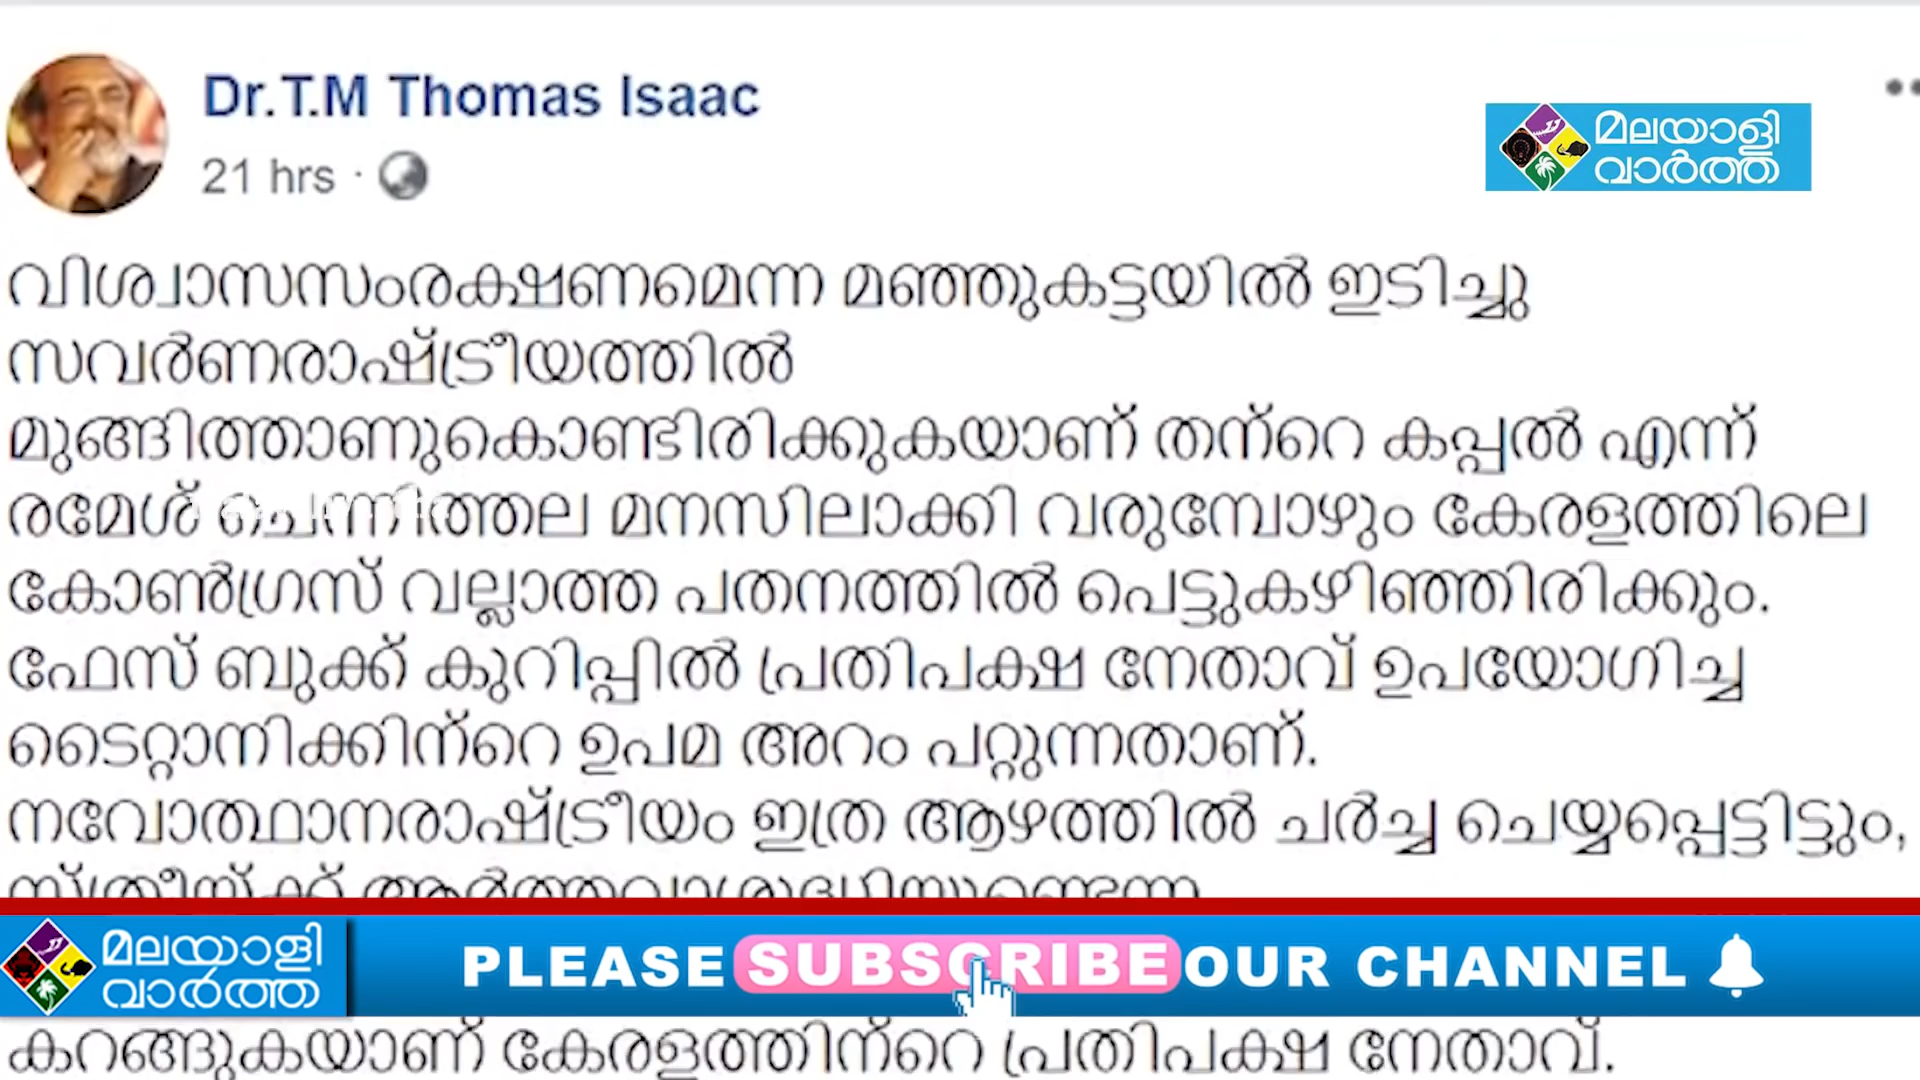 Dr.T.M Thomas Isaac
21 hrs ·
മലയാളി
വാർത്ത
വിശ്വാസസംരക്ഷണമെന്ന മഞ്ഞുകട്ടയിൽ ഇടിച്ചു
സവർണരാഷ്ട്രീയത്തിൽ
മുങ്ങിത്താണുകൊണ്ടിരിക്കുകയാണ് തന്റെ കപ്പൽ എന്ന്
രമേശ് ചെന്നിത്തല മനസിലാക്കി വരുമ്പോഴും കേരളത്തിലെ
കോൺഗ്രസ് വല്ലാത്ത പതനത്തിൽ പെട്ടുകഴിഞ്ഞിരിക്കും.
ഫേസ് ബുക്ക് കുറിപ്പിൽ പ്രതിപക്ഷ നേതാവ് ഉപയോഗിച്ച
ടൈറ്റാനിക്കിന്റെ ഉപമ അറം പറ്റുന്നതാണ്.
നവോത്ഥാനരാഷ്ട്രീയം ഇത്ര ആഴത്തിൽ ചർച്ച ചെയ്യപ്പെട്ടിട്ടും,
മലയാളി
വാർത്ത
PLEASE SUBSCRIBE OUR CHANNEL
കറങ്ങുകയാണ് കേരളത്തിന്റെ പ്രതിപക്ഷ നേതാവ്.